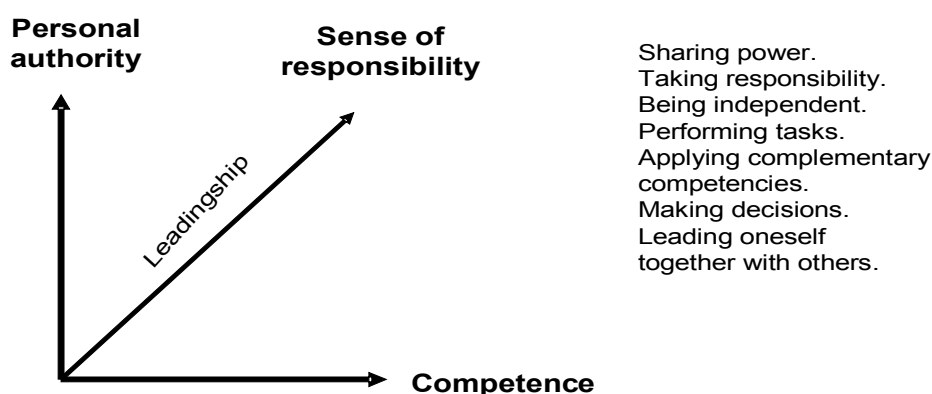 Personal
authority
Sense of
responsibility
Leadingship
Competence
Sharing power.
Taking responsibility.
Being independent.
Performing tasks.
Applying complementary
competencies.
Making decisions.
Leading oneself
together with others.